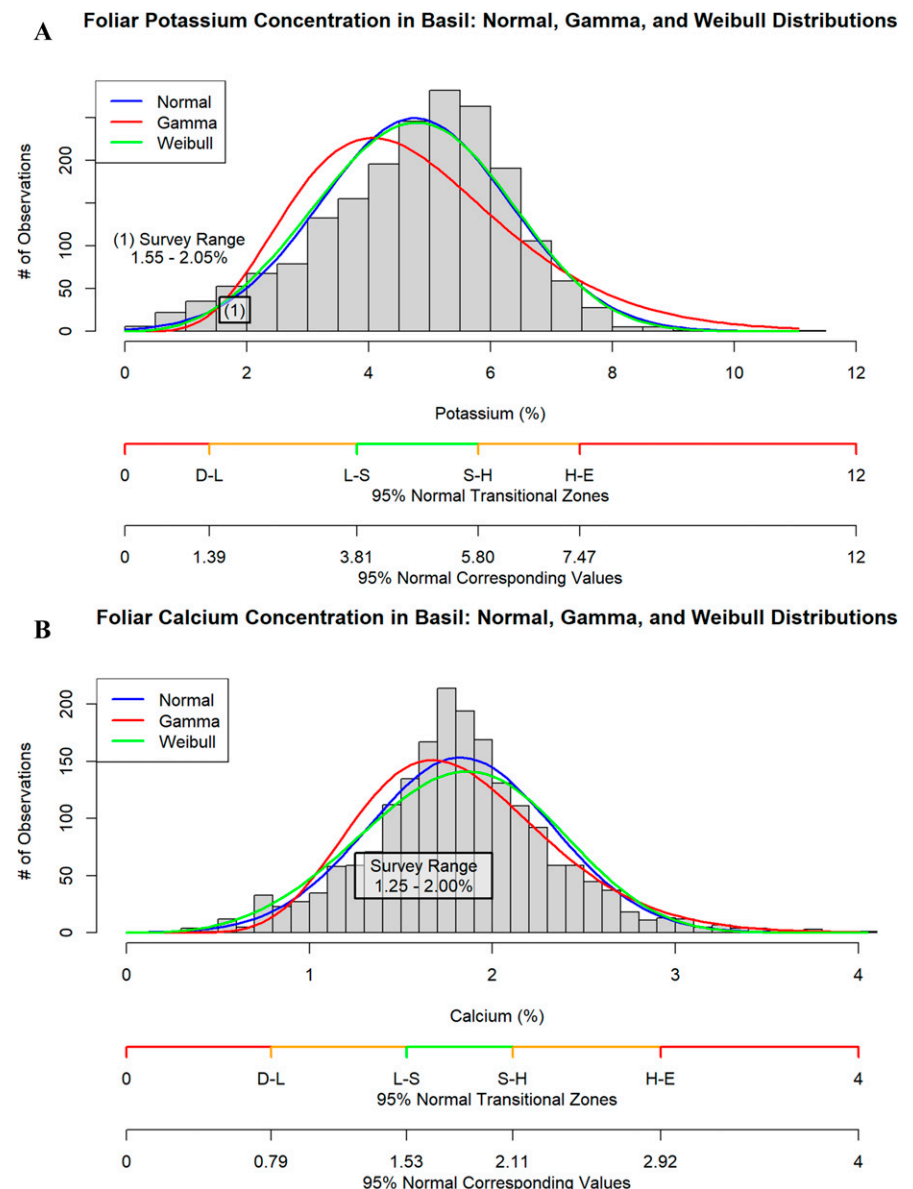 A
Foliar Potassium Concentration in Basil: Normal, Gamma, and Weibull Distributions
Normal
Gamma
Weibull
# of Observations
0
50
100
150
200
(1) Survey Range
1.55 - 2.05%
(1)
0 2 4 6 8 10 12
Potassium (%)
0 D-L L-S S-H H-E 12
95% Normal Transitional Zones
0 1.39 3.81 5.80 7.47 12
95% Normal Corresponding Values
B
Foliar Calcium Concentration in Basil: Normal, Gamma, and Weibull Distributions
Normal
Gamma
Weibull
# of Observations
0
50
100
150
200
Survey Range
1.25 - 2.00%
0 1 2 3 4
Calcium (%)
0 D-L L-S S-H H-E 4
95% Normal Transitional Zones
0 0.79 1.53 2.11 2.92 4
95% Normal Corresponding Values